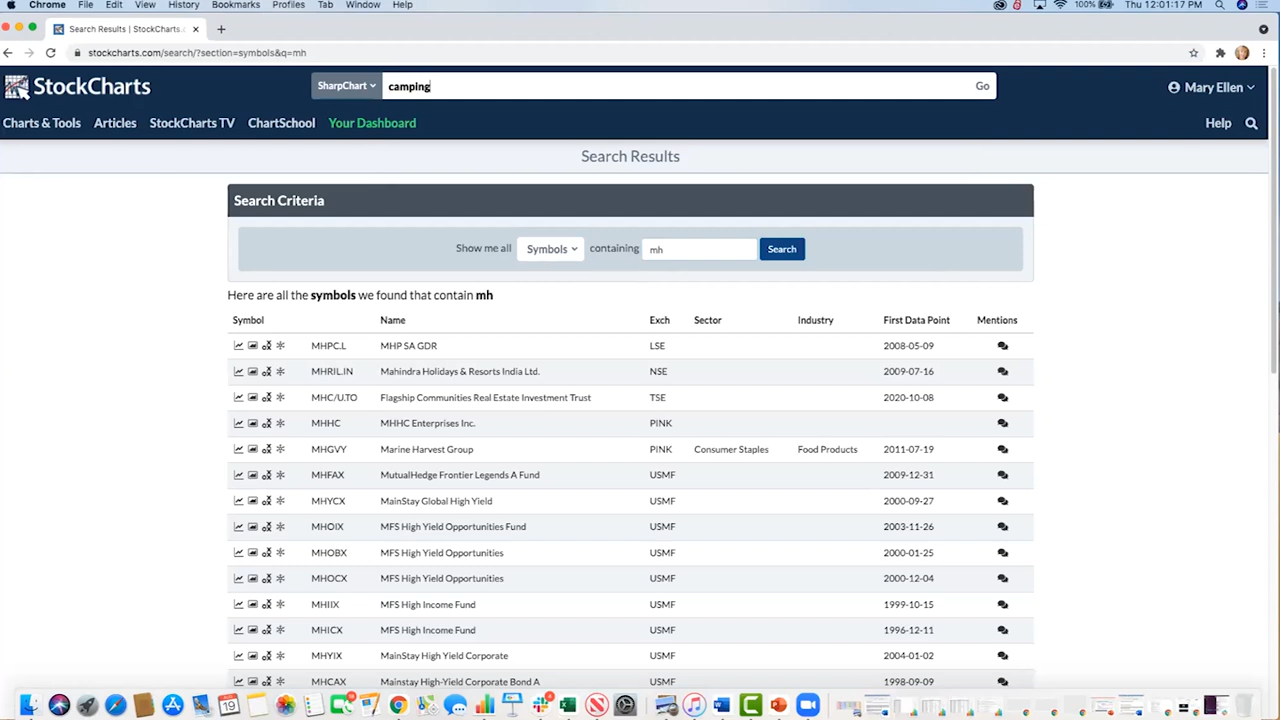 Chrome File Edit View History Bookmarks Profiles Tab Window Help 100% Thu 12:01:17 PM
Search Results | StockCharts.c
stockcharts.com/search/?section=symbols&q=mh
StockCharts SharpChart camping Go Mary Ellen
Charts & Tools Articles StockCharts TV ChartSchool Your Dashboard Help
Search Results
Search Criteria
Show me all Symbols containing mh Search
Here are all the symbols we found that contain mh
Symbol Name Exch Sector Industry First Data Point Mentions
MHPC.L MHP SA GDR LSE 2008-05-09
MHRIL.IN Mahindra Holidays & Resorts India Ltd. NSE 2009-07-16
MHC/U.TO Flagship Communities Real Estate Investment Trust TSE 2020-10-08
MHHC MHHC Enterprises Inc. PINK
MHGVY Marine Harvest Group PINK Consumer Staples Food Products 2011-07-19
MHFAX MutualHedge Frontier Legends A Fund USMF 2009-12-31
MHYCX MainStay Global High Yield USMF 2000-09-27
MHOIX MFS High Yield Opportunities Fund USMF 2003-11-26
MHOBX MFS High Yield Opportunities USMF 2000-01-25
MHOCX MFS High Yield Opportunities USMF 2000-12-04
MHIIX MFS High Income Fund USMF 1999-10-15
MHICX MFS High Income Fund USMF 1996-12-11
MHYIX MainStay High Yield Corporate USMF 2004-01-02
MHCAX Mainstay High-Yield Corporate Bond A USMF 1998-09-09